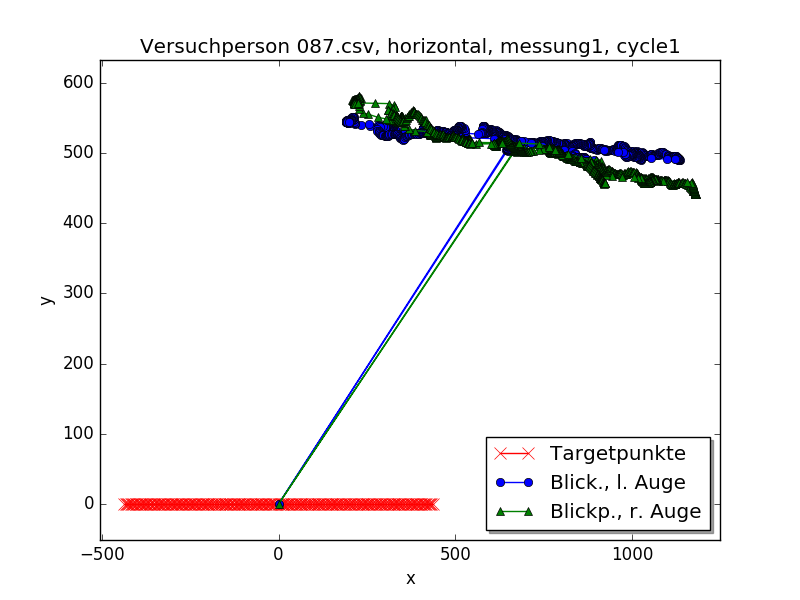 Versuchperson 087.csv, horizontal, messung1, cycle1
600
500
400
300
200
100
0
y
−500
0
500
1000
x
Targetpunkte
Blick., l. Auge
Blickp., r. Auge